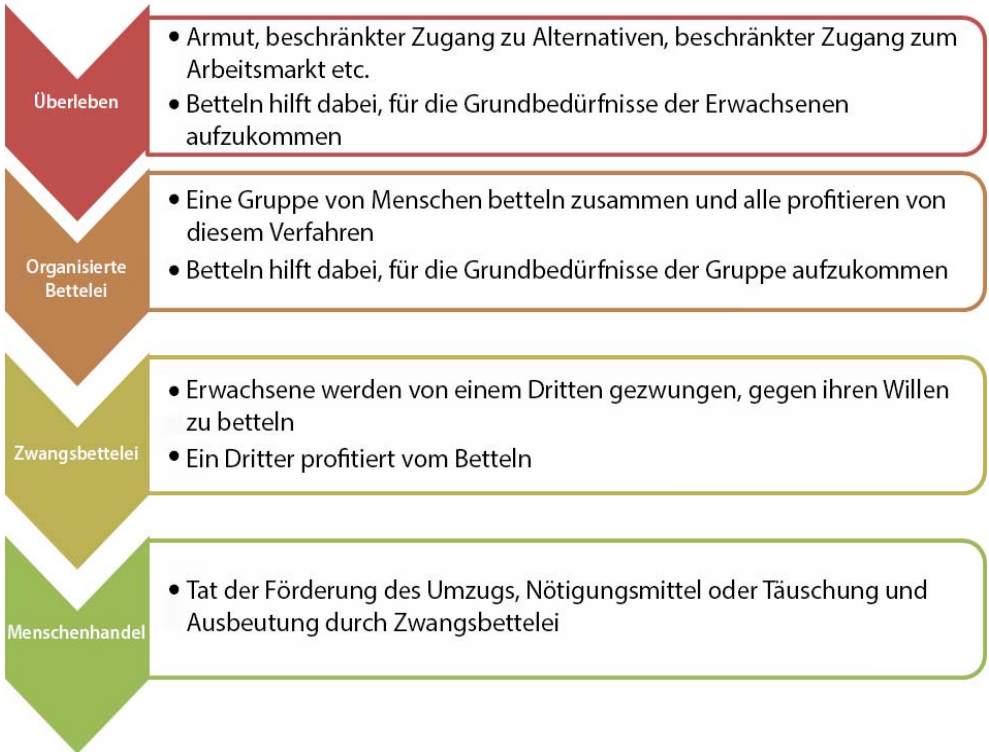 Überleben
• Armut, beschränkter Zugang zu Alternativen, beschränkter Zugang zum
Arbeitsmarkt etc.
• Betteln hilft dabei, für die Grundbedürfnisse der Erwachsenen
aufzukommen
Organisierte
Bettelei
• Eine Gruppe von Menschen betteln zusammen und alle profitieren von
diesem Verfahren
• Betteln hilft dabei, für die Grundbedürfnisse der Gruppe aufzukommen
Zwangsbettelei
• Erwachsene werden von einem Dritten gezwungen, gegen ihren Willen
zu betteln
• Ein Dritter profitiert vom Betteln
Menschenhandel
• Tat der Förderung des Umzugs, Nötigungsmittel oder Täuschung und
Ausbeutung durch Zwangsbettelei